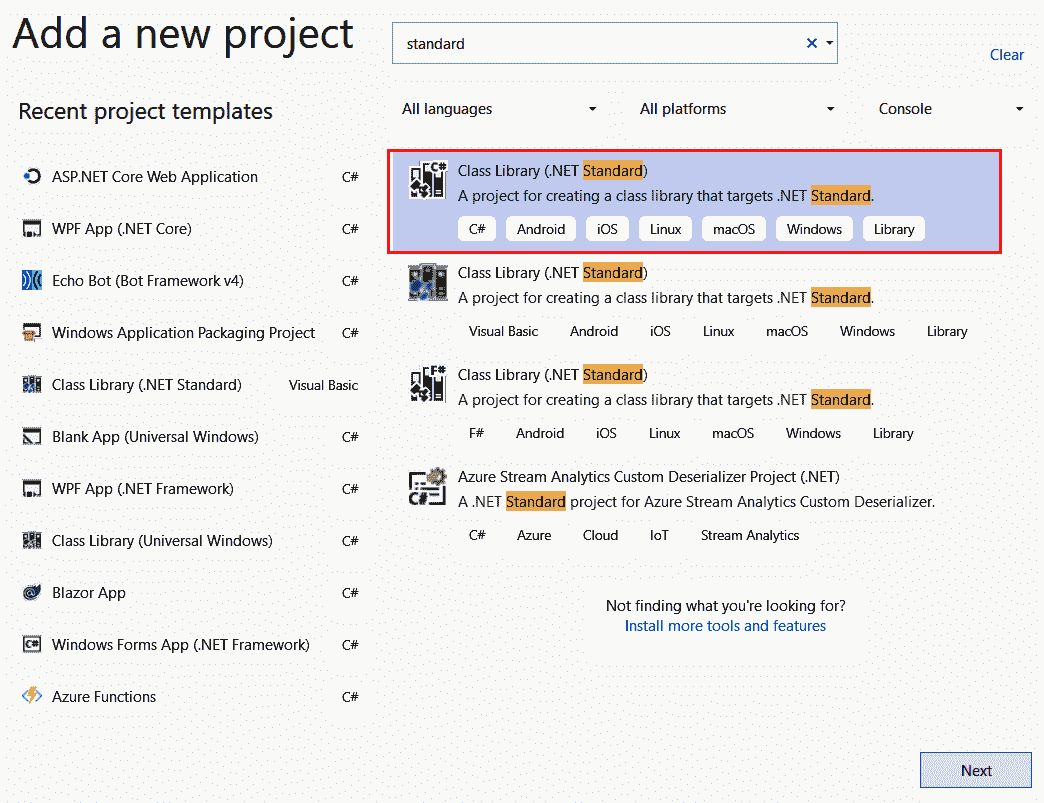 Add a new project
standard
Clear
All languages
All platforms
Console
Recent project templates
ASP.NET Core Web Application C#
WPF App (.NET Core) C#
Echo Bot (Bot Framework v4) C#
Windows Application Packaging Project C#
Class Library (.NET Standard) Visual Basic
Blank App (Universal Windows) C#
WPF App (.NET Framework) C#
Class Library (Universal Windows) C#
Blazor App C#
Windows Forms App (.NET Framework) C#
Azure Functions C#
C#
Class Library (.NET Standard)
A project for creating a class library that targets .NET Standard.
C# Android iOS Linux macOS Windows Library
Class Library (.NET Standard)
A project for creating a class library that targets .NET Standard.
Visual Basic Android iOS Linux macOS Windows Library
F#
Class Library (.NET Standard)
A project for creating a class library that targets .NET Standard.
F# Android iOS Linux macOS Windows Library
C#
Azure Stream Analytics Custom Deserializer Project (.NET)
A .NET Standard project for Azure Stream Analytics Custom Deserializer.
C# Azure Cloud IoT Stream Analytics
Not finding what you're looking for?
Install more tools and features
Next